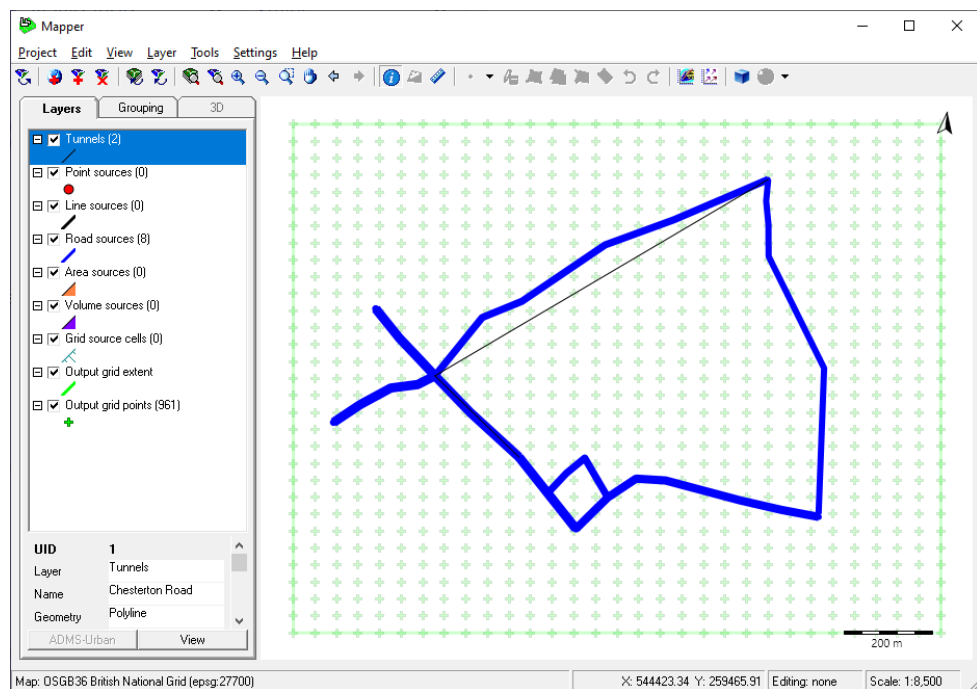 Mapper
Project Edit View Layer Tools Settings Help
Layers Grouping 3D
Tunnels (2)
Point sources (0)
Line sources (0)
Road sources (8)
Area sources (0)
Volume sources (0)
Grid source cells (0)
Output grid extent
Output grid points (961)
UID 1
Layer Tunnels
Name Chesterton Road
Geometry Polyline
ADMS-Urban View
200 m
Map: OSGB36 British National Grid (epsg:27700) X: 544423.34 Y: 259465.91 Editing: none Scale: 1:8,500